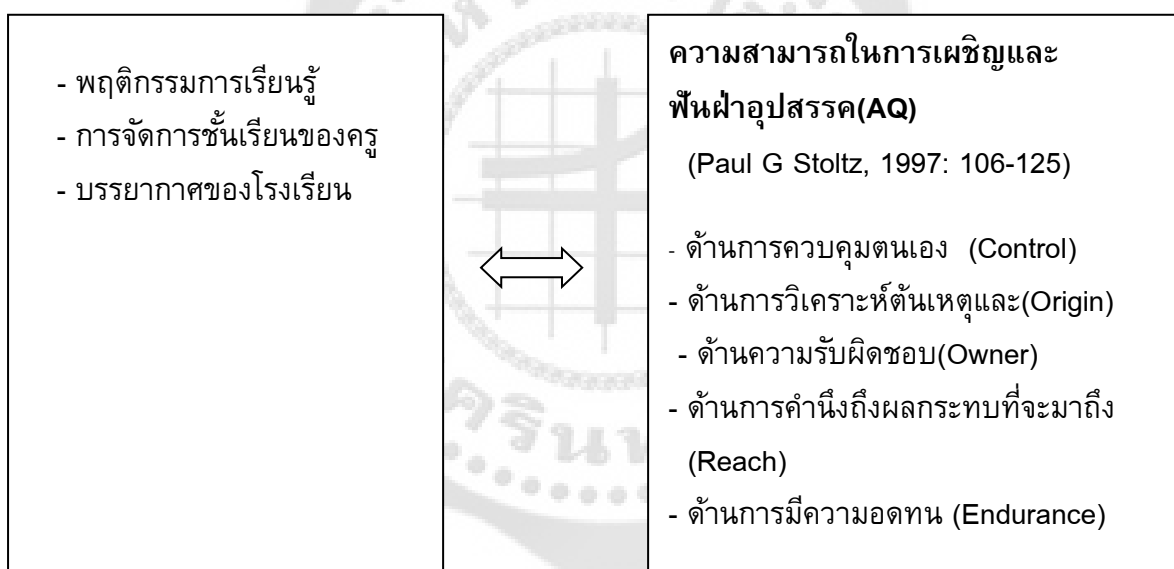 - พฤติกรรมการเรียนรู้
- การจัดการชั้นเรียนของครู
- บรรยากาศของโรงเรียน
ความสามารถในการเผชิญและ
ฟันฝ่าอุปสรรค(AQ)
(Paul G Stoltz, 1997: 106-125)
- ด้านการควบคุมตนเอง (Control)
- ด้านการวิเคราะห์ต้นเหตุและ(Origin)
- ด้านความรับผิดชอบ(Owner)
- ด้านการคำนึงถึงผลกระทบที่จะมาถึง
(Reach)
- ด้านการมีความอดทน (Endurance)